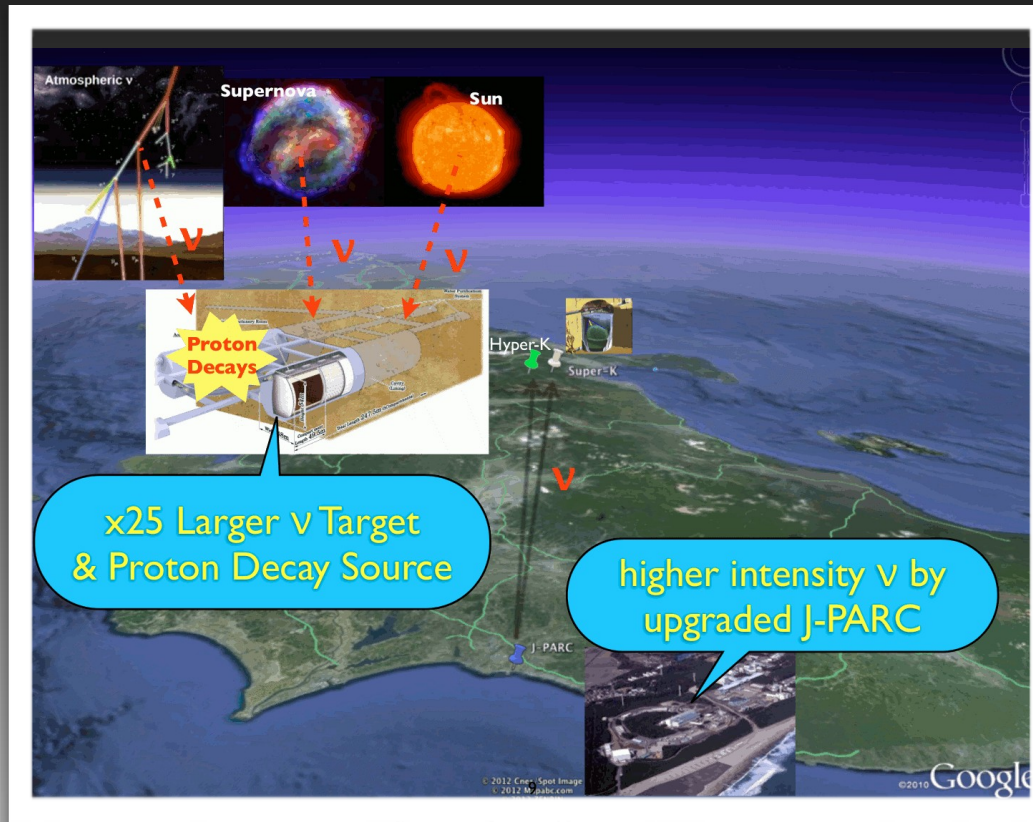 Atmospheric ν
Supernova
Sun
ν
ν
ν
Proton
Decays
Hyper-K
Super-K
x25 Larger ν Target
& Proton Decay Source
ν
higher intensity ν by
upgraded J-PARC
J-PARC
© 2012 Cnes/Spot Image
© 2012 Mapabc.com
©2010 Google